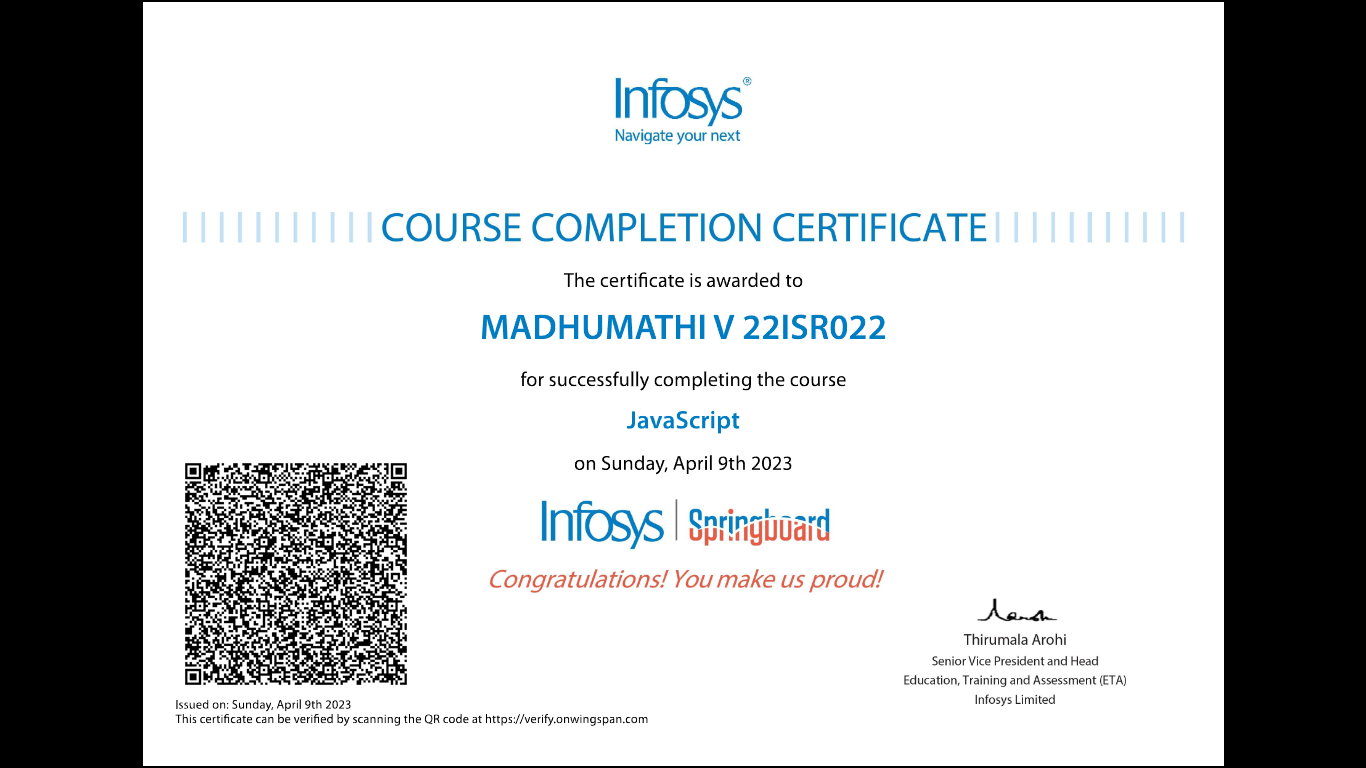 Infosys®
Navigate your next
COURSE COMPLETION CERTIFICATE
The certificate is awarded to
MADHUMATHI V 22ISR022
for successfully completing the course
JavaScript
on Sunday, April 9th 2023
Infosys | Springboard
Congratulations! You make us proud!
Thirumala Arohi
Senior Vice President and Head
Education, Training and Assessment (ETA)
Infosys Limited
Issued on: Sunday, April 9th 2023
This certificate can be verified by scanning the QR code at https://verify.onwingspan.com